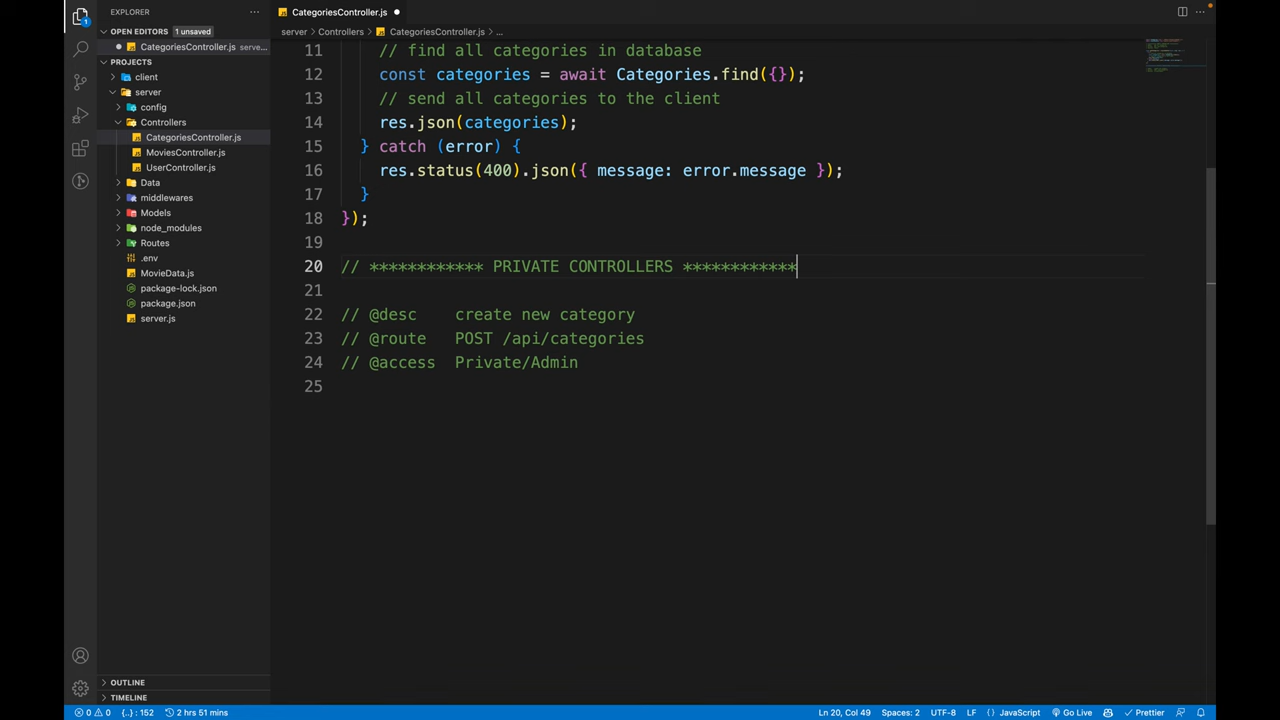 EXPLORER
OPEN EDITORS 1 unsaved
CategoriesController.js serve...
PROJECTS
client
server
config
Controllers
CategoriesController.js
MoviesController.js
UserController.js
Data
middlewares
Models
node_modules
Routes
.env
MovieData.js
package-lock.json
package.json
server.js
OUTLINE
TIMELINE
CategoriesController.js
server > Controllers > CategoriesController.js > ...
11 // find all categories in database
12 const categories = await Categories.find({});
13 // send all categories to the client
14 res.json(categories);
15 } catch (error) {
16 res.status(400).json({ message: error.message });
17 }
18 });
19
20 // ************ PRIVATE CONTROLLERS ************
21
22 // @desc create new category
23 // @route POST /api/categories
24 // @access Private/Admin
25
1
0 0 {..} : 152 2 hrs 51 mins Ln 20, Col 49 Spaces: 2 UTF-8 LF {} JavaScript Go Live Prettier